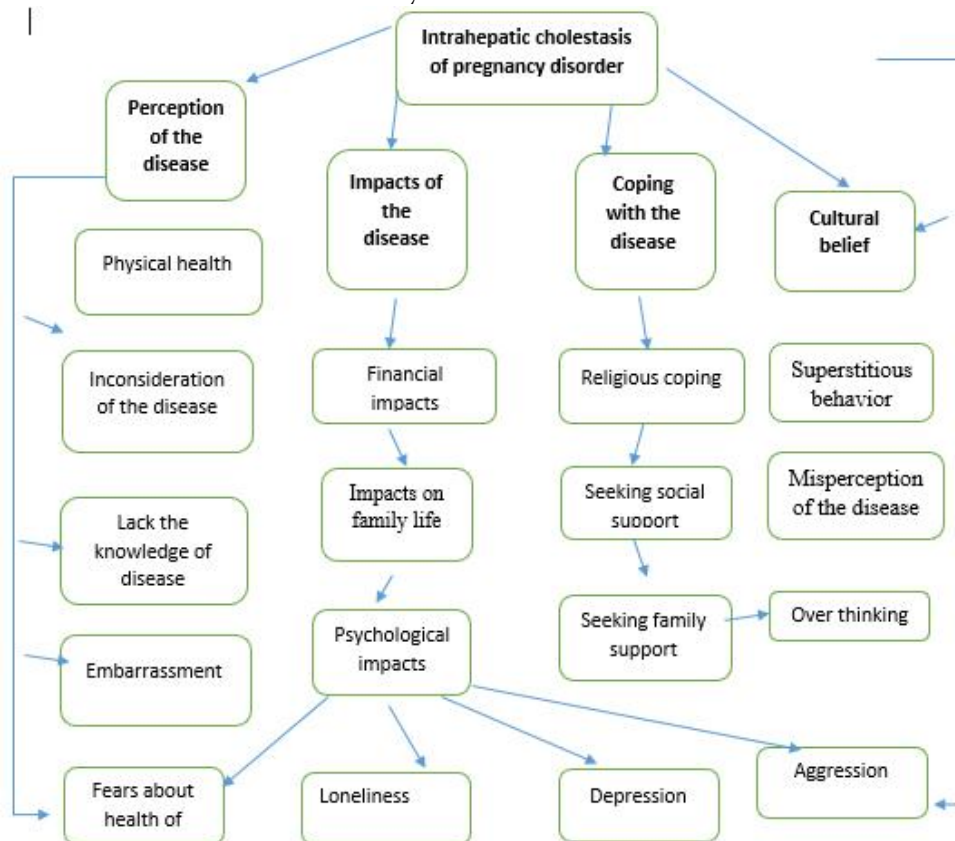 Intrahepatic cholestasis
of pregnancy disorder
Perception
of the
disease
Impacts of
the
disease
Coping
with the
disease
Cultural
belief
Physical health
Inconsideration
of the disease
Lack the
knowledge of
disease
Embarrassment
Fears about
health of
Financial
impacts
Impacts on
family life
Psychological
impacts
Loneliness
Depression
Aggression
Religious coping
Seeking social
support
Seeking family
support
Superstitious
behavior
Misperception
of the disease
Over thinking